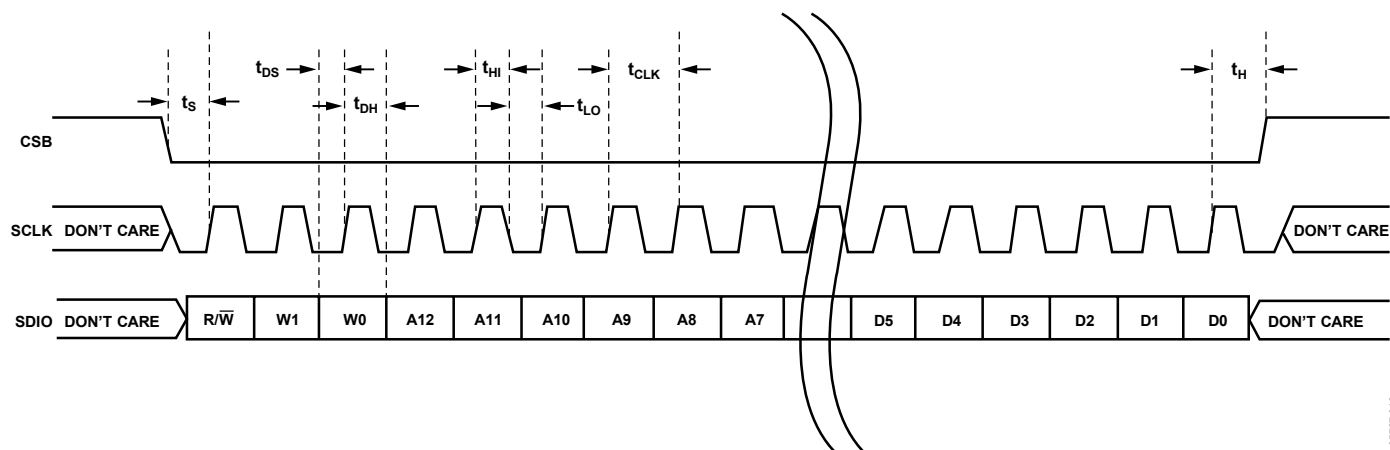 tDS
tHI
tCLK
tH
tS
tDH
tLO
CSB
SCLK DON'T CARE
DON'T CARE
SDIO DON'T CARE R/W̅ W1 W0 A12 A11 A10 A9 A8 A7 D5 D4 D3 D2 D1 D0 DON'T CARE